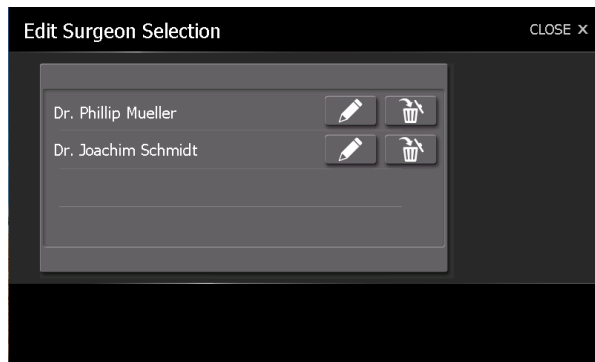 Edit Surgeon Selection
CLOSE X
Dr. Phillip Mueller
Dr. Joachim Schmidt